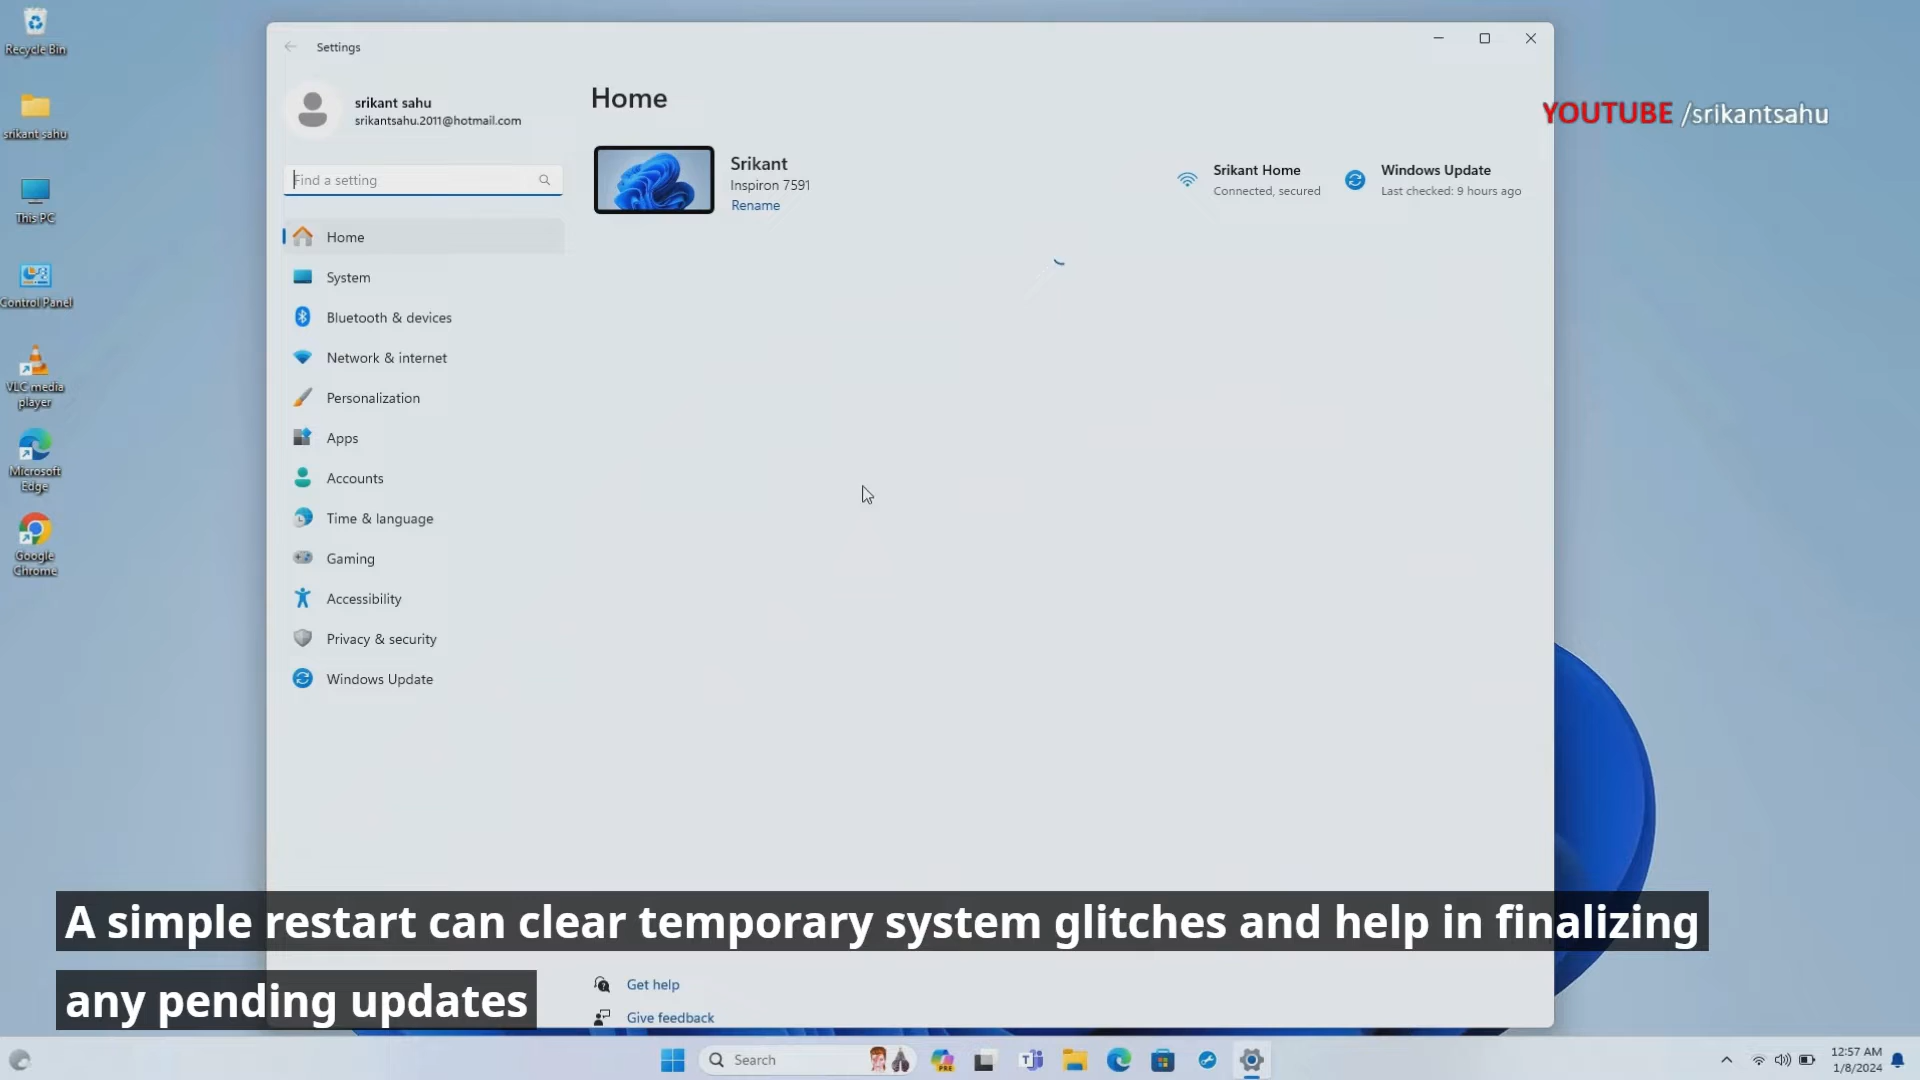 Recycle Bin
srikant sahu
This PC
Control Panel
VLC media
player
Microsoft
Edge
Google
Chrome
Settings
srikant sahu
srikantsahu.2011@hotmail.com
Find a setting
Home
System
Bluetooth & devices
Network & internet
Personalization
Apps
Accounts
Time & language
Gaming
Accessibility
Privacy & security
Windows Update
Home
Srikant
Inspiron 7591
Rename
Srikant Home
Connected, secured
Windows Update
Last checked: 9 hours ago
YOUTUBE /srikantsahu
A simple restart can clear temporary system glitches and help in finalizing
any pending updates
Get help
Give feedback
Search
PRE
12:57 AM
1/8/2024